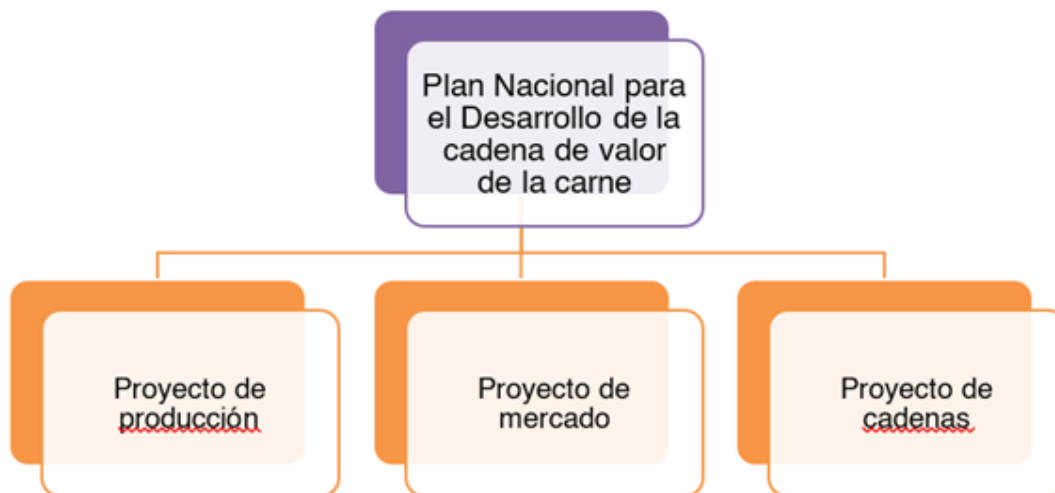 Plan Nacional para
el Desarrollo de la
cadena de valor
de la carne
Proyecto de
producción
Proyecto de
mercado
Proyecto de
cadenas